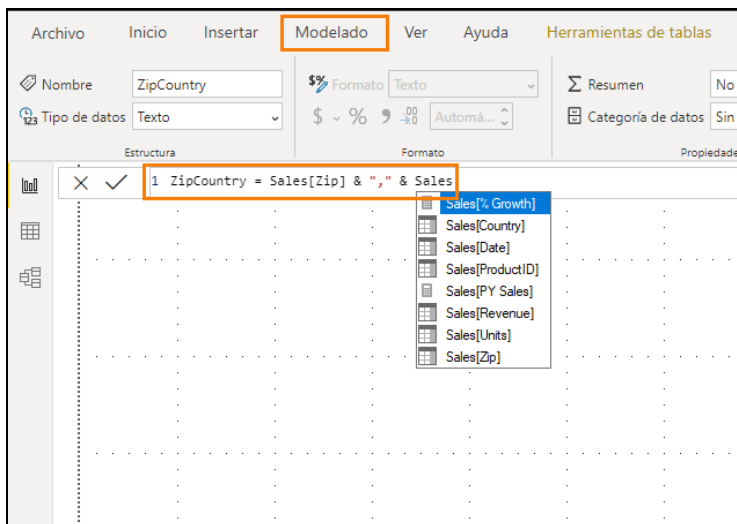 Archivo Inicio Insertar Modelado Ver Ayuda Herramientas de tablas
Nombre ZipCountry $% Formato Texto Resumen No
Tipo de datos Texto $ % 9 .00 Automá... Categoría de datos Sin
Estructura Formato Propiedade
1 ZipCountry = Sales[Zip] & "," & Sales
Sales[% Growth]
Sales[Country]
Sales[Date]
Sales[ProductID]
Sales[PY Sales]
Sales[Revenue]
Sales[Units]
Sales[Zip]